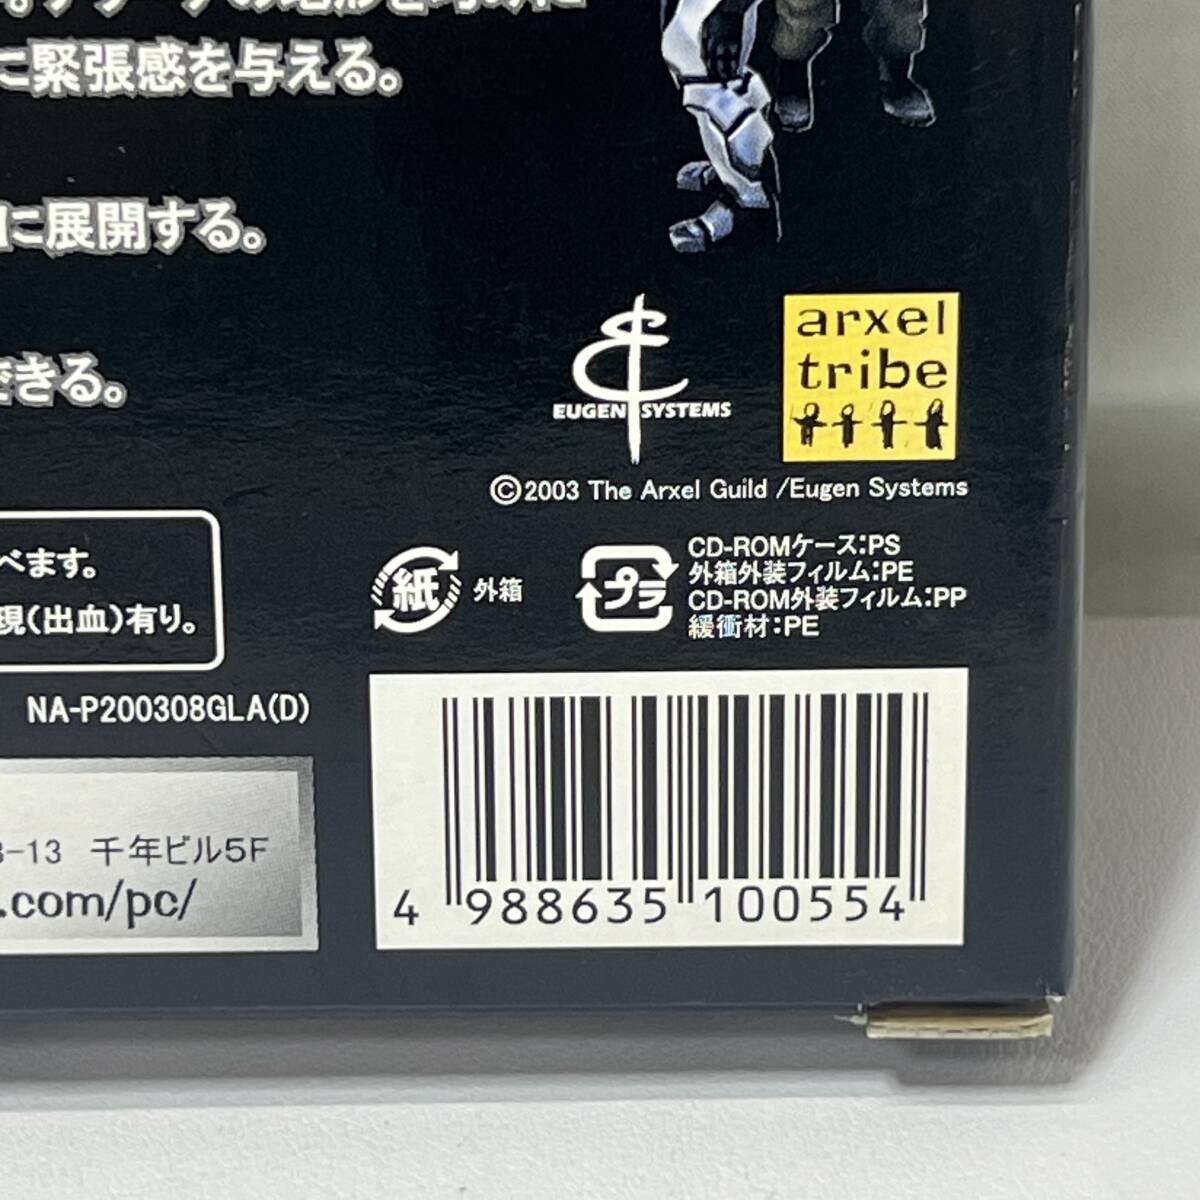 に緊張感を与える。
に展開する。
できる。
EUGEN SYSTEMS
arxel
tribe
©2003 The Arxel Guild /Eugen Systems
べます。
現(出血)有り。
紙 外箱
プラ
CD-ROMケース:PS
外箱外装フィルム:PE
CD-ROM外装フィルム:PP
緩衝材:PE
NA-P200308GLA(D)
-13 千年ビル5F
.com/pc/
4 988635 100554